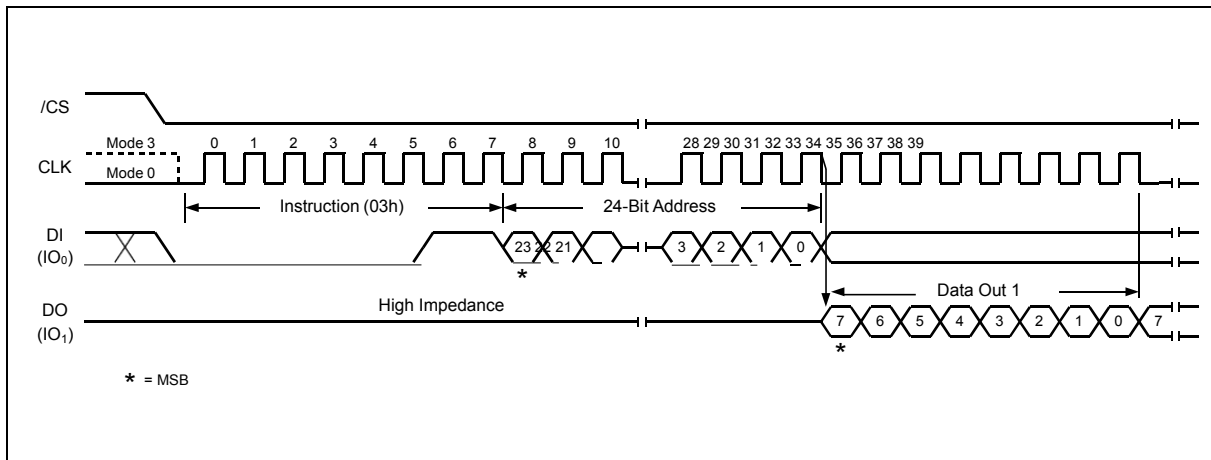 /CS
Mode 3
0 1 2 3 4 5 6 7 8 9 10 28 29 30 31 32 33 34 35 36 37 38 39
CLK
Mode 0
Instruction (03h) 24-Bit Address
DI
(IO₀)
23 22 21 3 2 1 0
*
Data Out 1
High Impedance
DO
(IO₁)
7 6 5 4 3 2 1 0 7
*
* = MSB